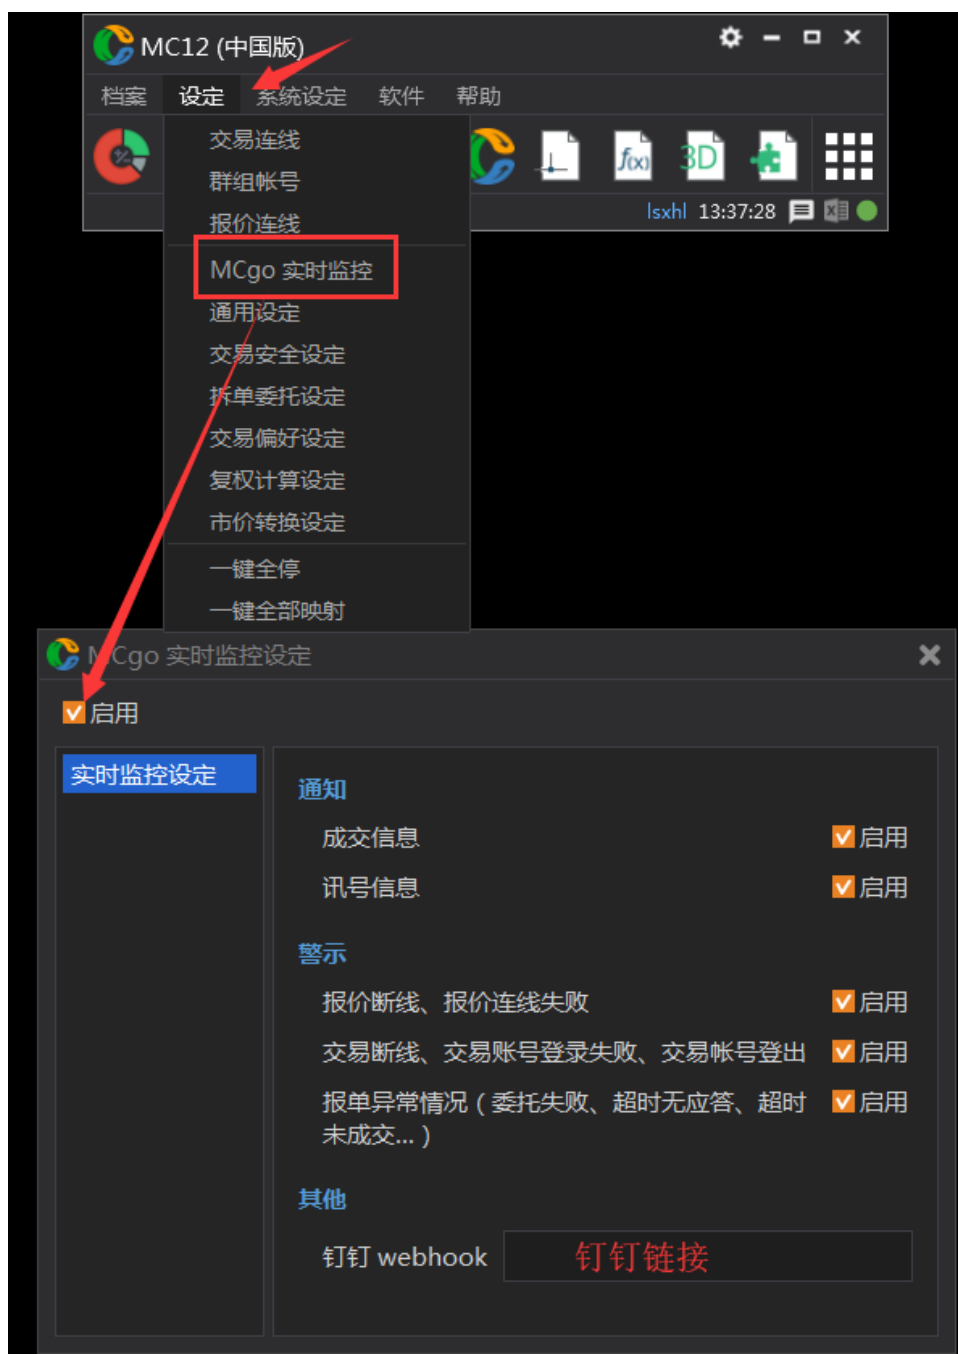 MC12 (中国版)
档案 设定 系统设定 软件 帮助
交易连线
群组帐号
报价连线
f(x) 3D
lsxhl 13:37:28
MCgo 实时监控
通用设定
交易安全设定
拆单委托设定
交易偏好设定
复权计算设定
市价转换设定
一键全停
一键全部映射
MCgo 实时监控设定
启用
实时监控设定
通知
成交信息 启用
讯号信息 启用
警示
报价断线、报价连线失败 启用
交易断线、交易账号登录失败、交易帐号登出 启用
报单异常情况 ( 委托失败、超时无应答、超时 启用
未成交... )
其他
钉钉 webhook 钉钉链接